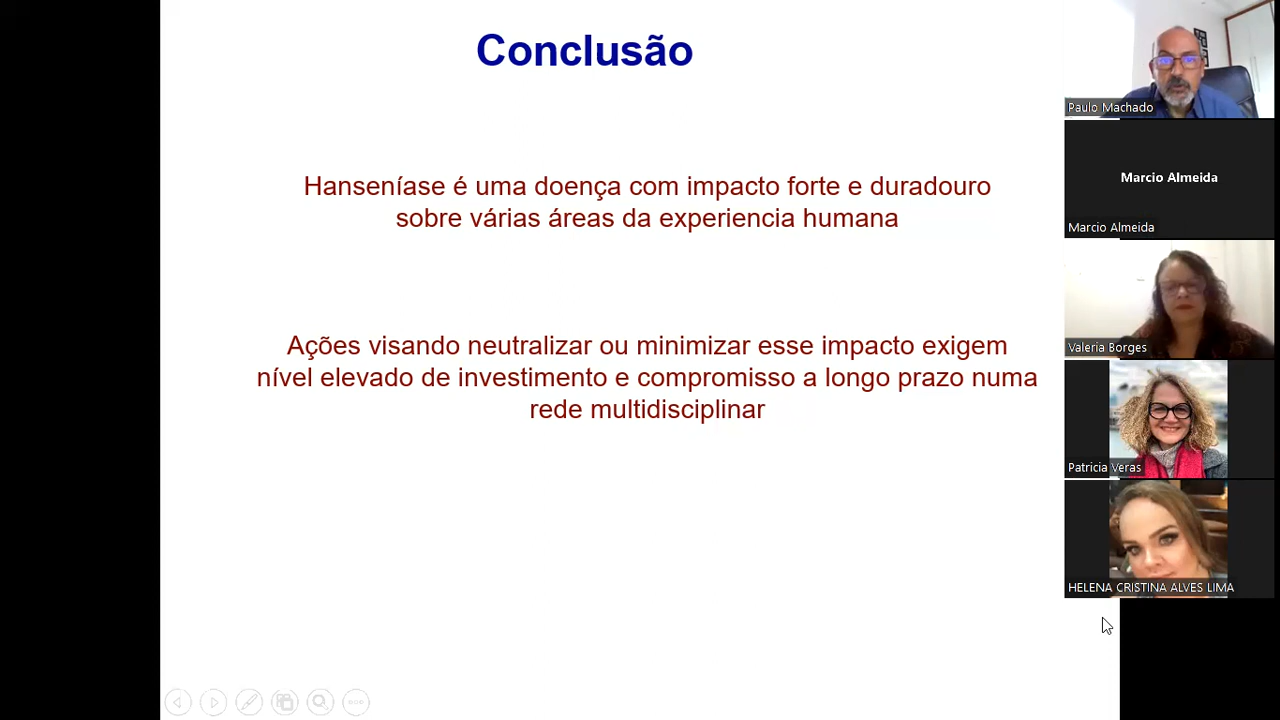 Conclusão
Hanseníase é uma doença com impacto forte e duradouro
sobre várias áreas da experiencia humana
Ações visando neutralizar ou minimizar esse impacto exigem
nível elevado de investimento e compromisso a longo prazo numa
rede multidisciplinar
Paulo Machado
Marcio Almeida
Marcio Almeida
Valeria Borges
Patricia Veras
HELENA CRISTINA ALVES LIMA